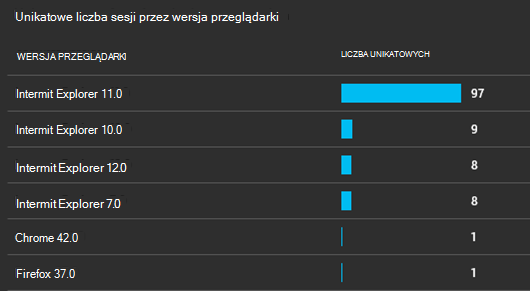 Unikatowe liczba sesji przez wersja przeglądarki
WERSJA PRZEGLĄDARKI LICZBA UNIKATOWYCH
Intermit Explorer 11.0 97
Intermit Explorer 10.0 9
Intermit Explorer 12.0 8
Intermit Explorer 7.0 8
Chrome 42.0 1
Firefox 37.0 1